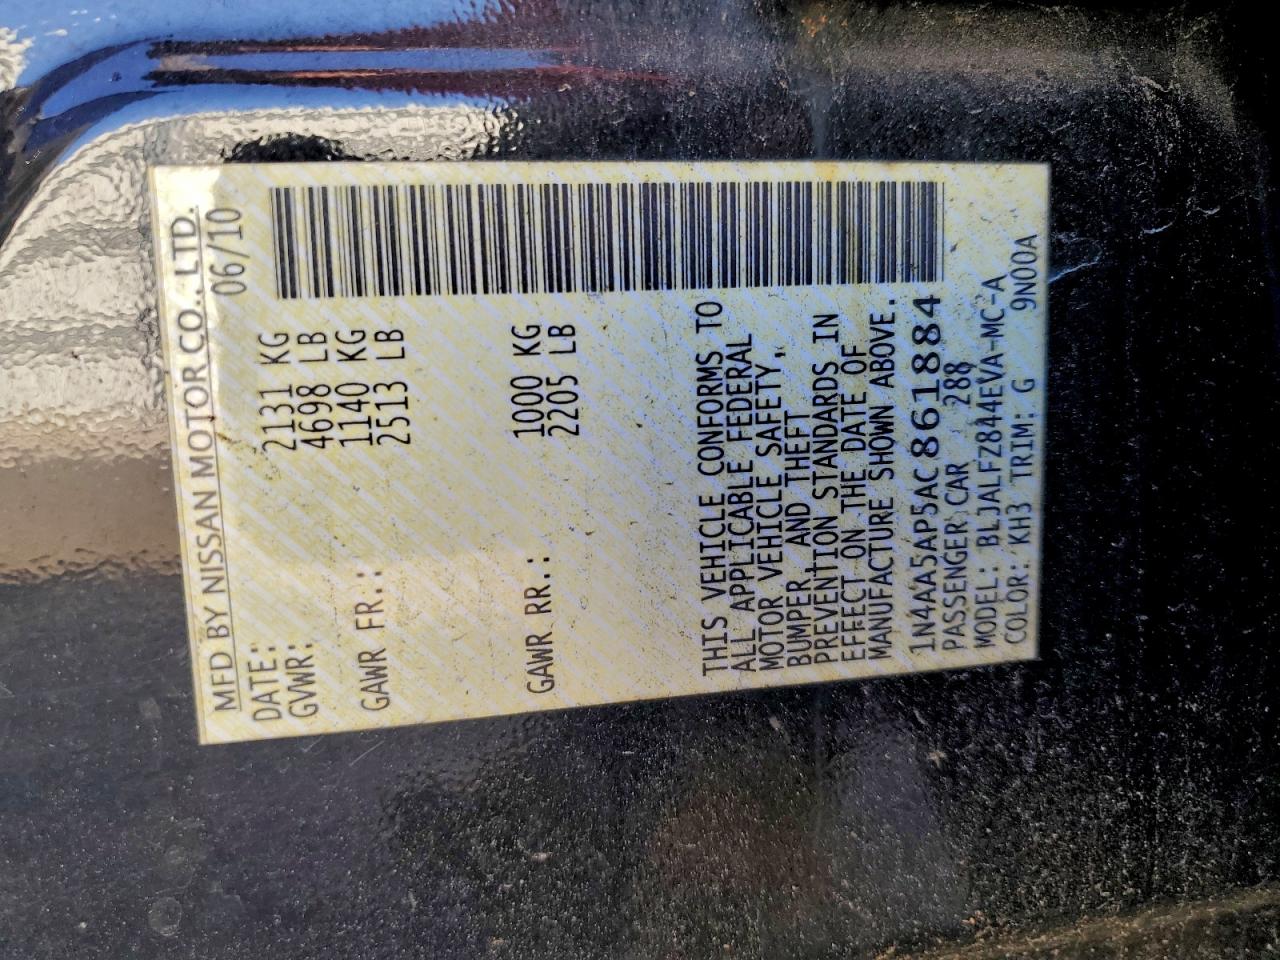 MFD BY NISSAN MOTOR CO., LTD.
DATE: 06/10
GVWR: 2131 KG
4698 LB
GAWR FR.: 1140 KG
2513 LB
GAWR RR.: 1000 KG
2205 LB
THIS VEHICLE CONFORMS TO
ALL APPLICABLE FEDERAL
MOTOR VEHICLE SAFETY,
BUMPER, AND THEFT
PREVENTION STANDARDS IN
EFFECT ON THE DATE OF
MANUFACTURE SHOWN ABOVE.
1N4AA5AP5AC861884
PASSENGER CAR 288
MODEL: BLJALFZ844EVA-MC-A
COLOR: KH3 TRIM: G 9N00A